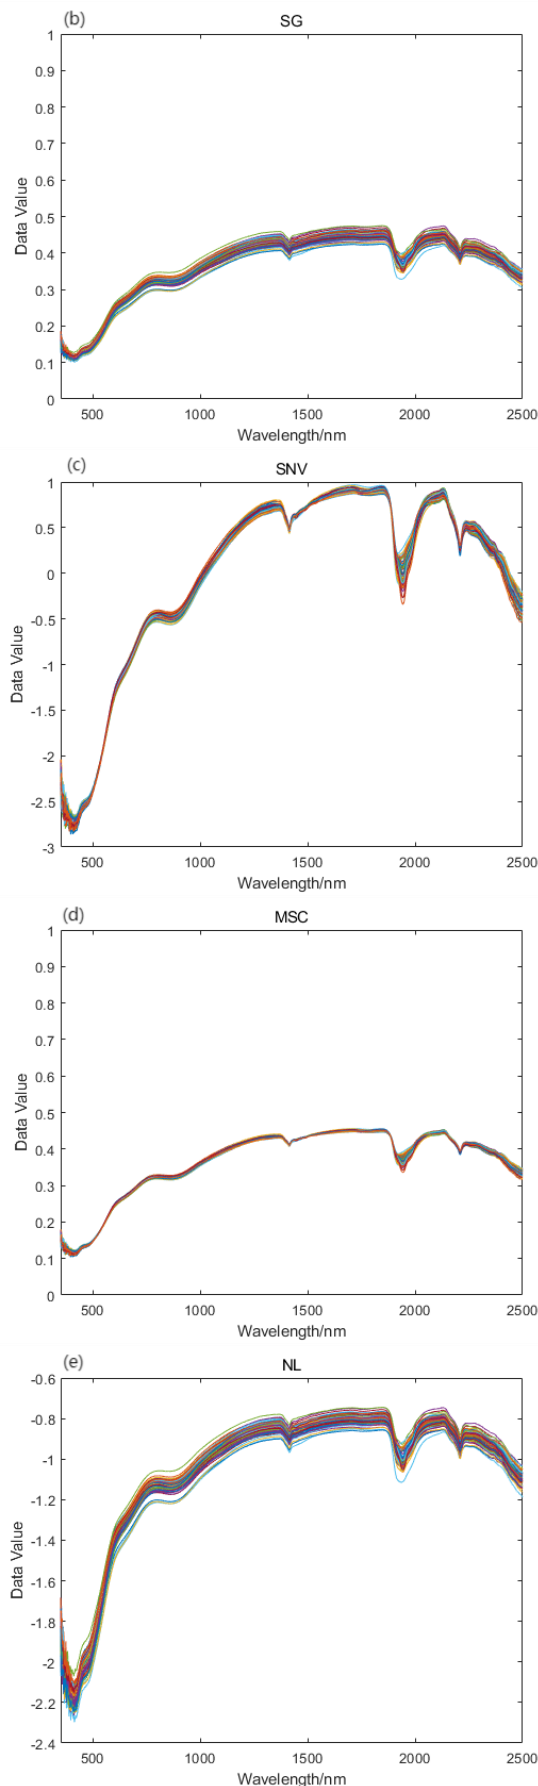 (b)
SG
1
0.9
0.8
0.7
0.6
0.5
0.4
0.3
0.2
0.1
0
Data Value
500 1000 1500 2000 2500
Wavelength/nm
(c)
SNV
1
0.5
0
-0.5
-1
-1.5
-2
-2.5
-3
Data Value
500 1000 1500 2000 2500
Wavelength/nm
(d)
MSC
1
0.9
0.8
0.7
0.6
0.5
0.4
0.3
0.2
0.1
0
Data Value
500 1000 1500 2000 2500
Wavelength/nm
(e)
NL
-0.6
-0.8
-1
-1.2
-1.4
-1.6
-1.8
-2
-2.2
-2.4
Data Value
500 1000 1500 2000 2500
Wavelength/nm